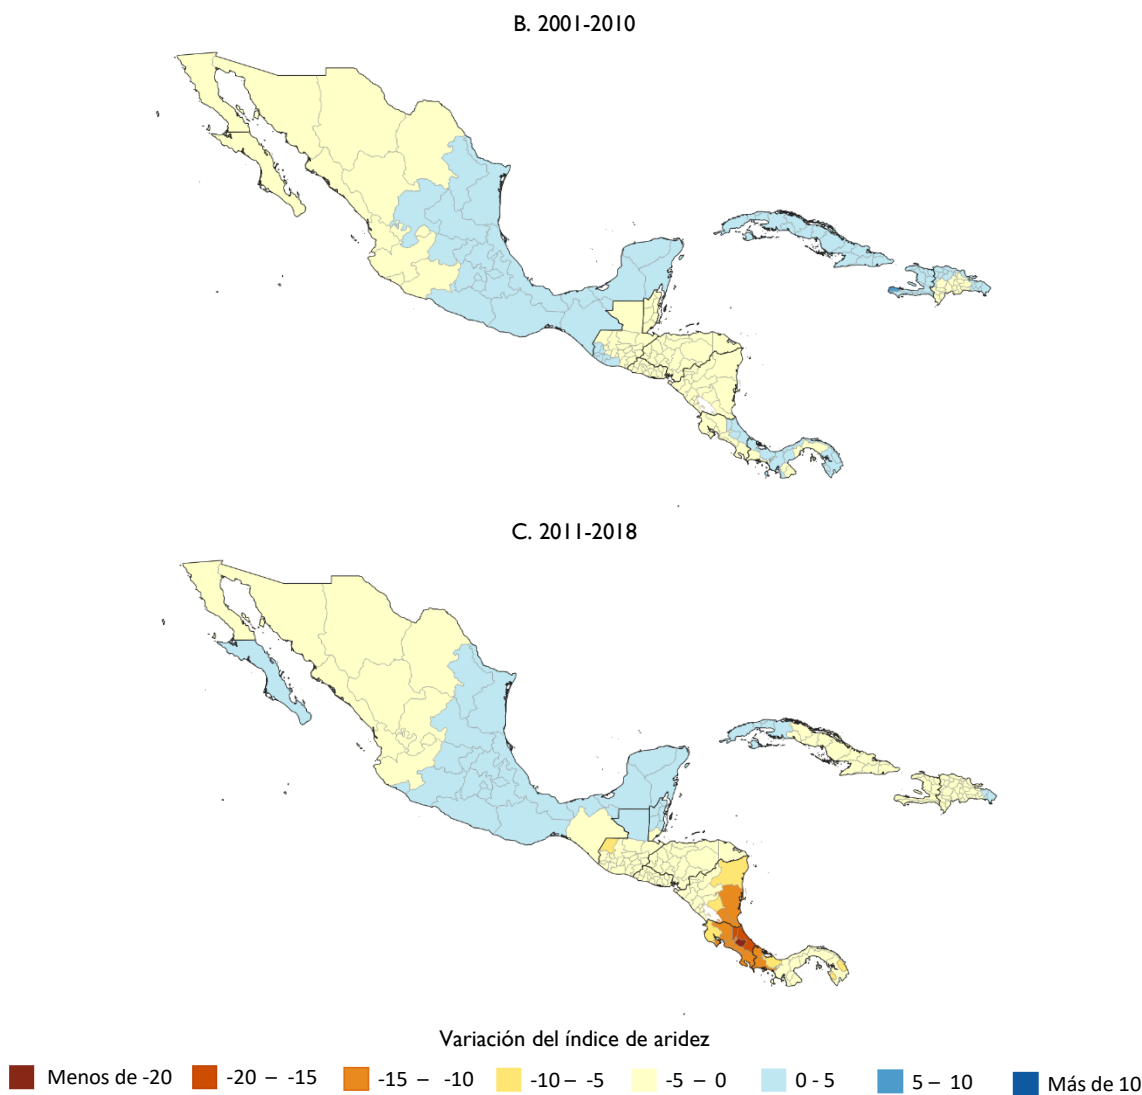 B. 2001-2010
C. 2011-2018
Variación del índice de aridez
Menos de -20 -20 – -15 -15 – -10 -10 – -5 -5 – 0 0 - 5 5 – 10 Más de 10